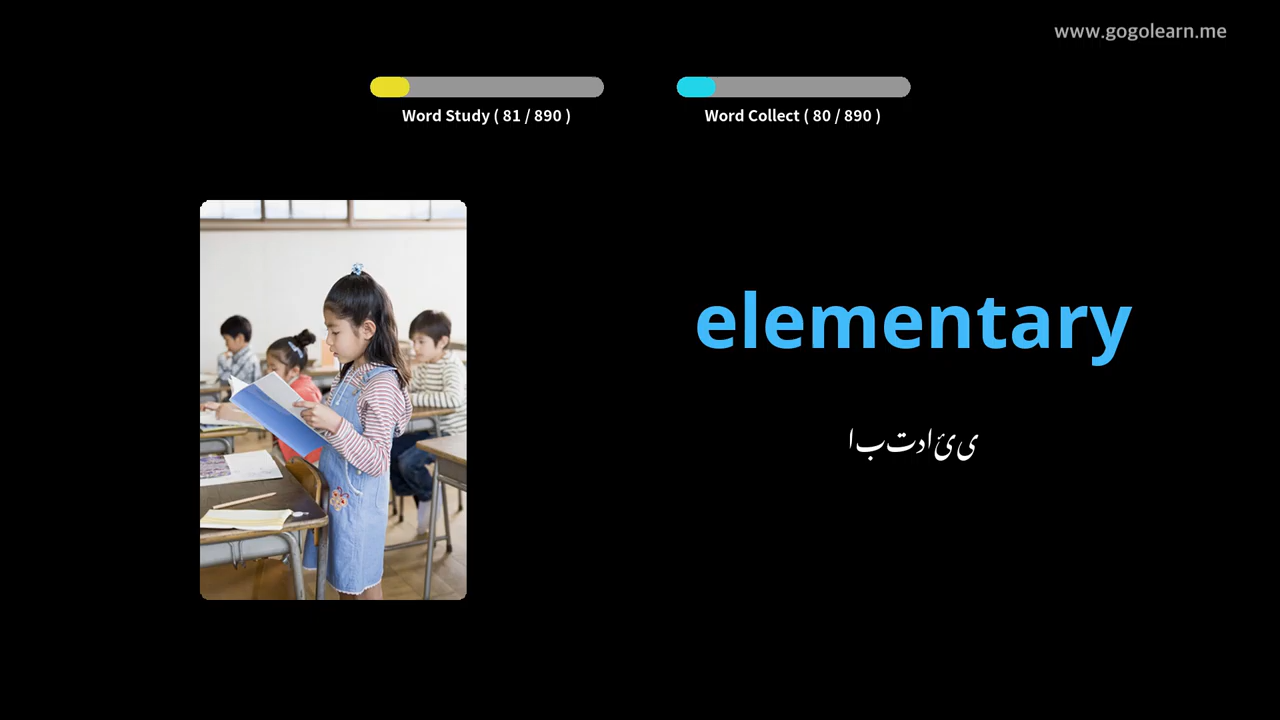 www.gogolearn.me
Word Study ( 81 / 890 )
Word Collect ( 80 / 890 )
elementary
ابتدائی